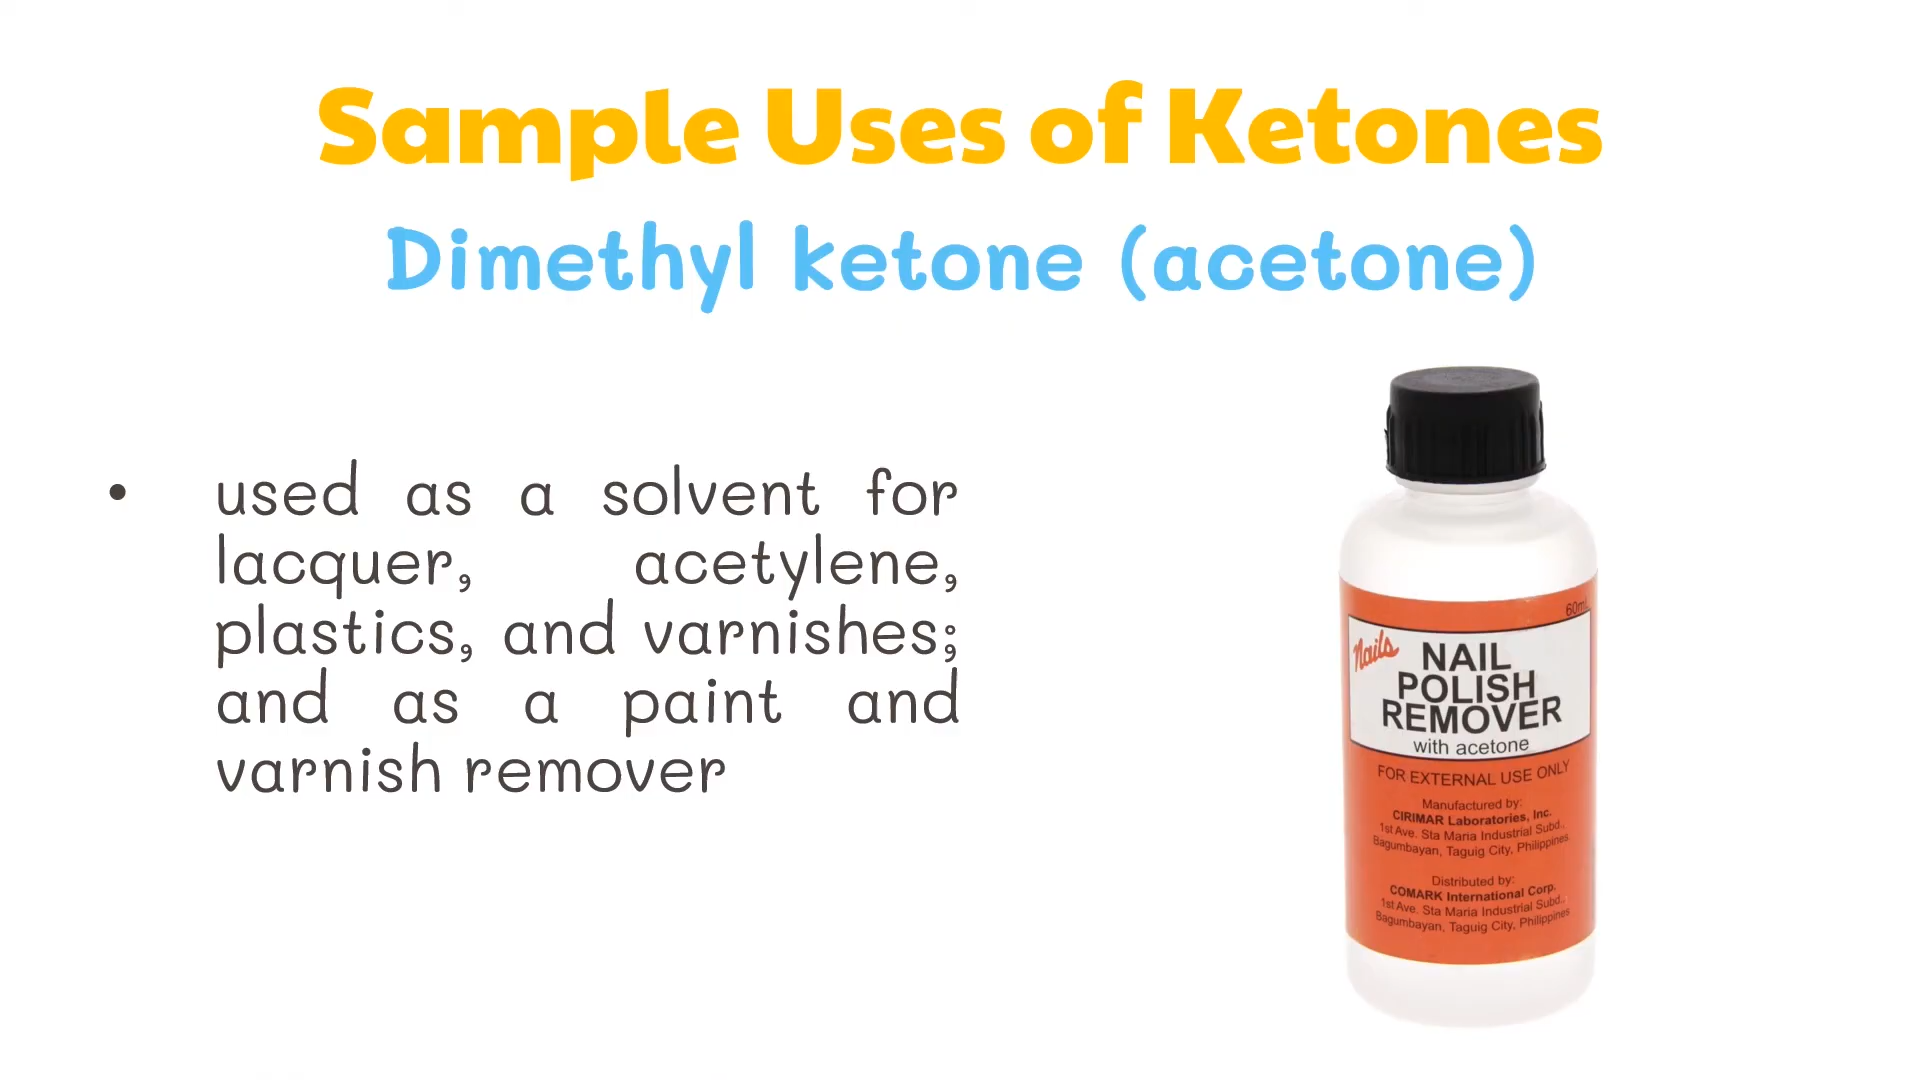 Sample Uses of Ketones
Dimethyl ketone (acetone)
• used as a solvent for
lacquer, acetylene,
plastics, and varnishes;
and as a paint and
varnish remover
60mL
Nails
NAIL
POLISH
REMOVER
with acetone
FOR EXTERNAL USE ONLY
Manufactured by:
CIRIMAR Laboratories, Inc.
1st Ave. Sta Maria Industrial Subd.,
Bagumbayan, Taguig City, Philippines
Distributed by:
COMARK International Corp.
1st Ave. Sta Maria Industrial Subd.,
Bagumbayan, Taguig City, Philippines